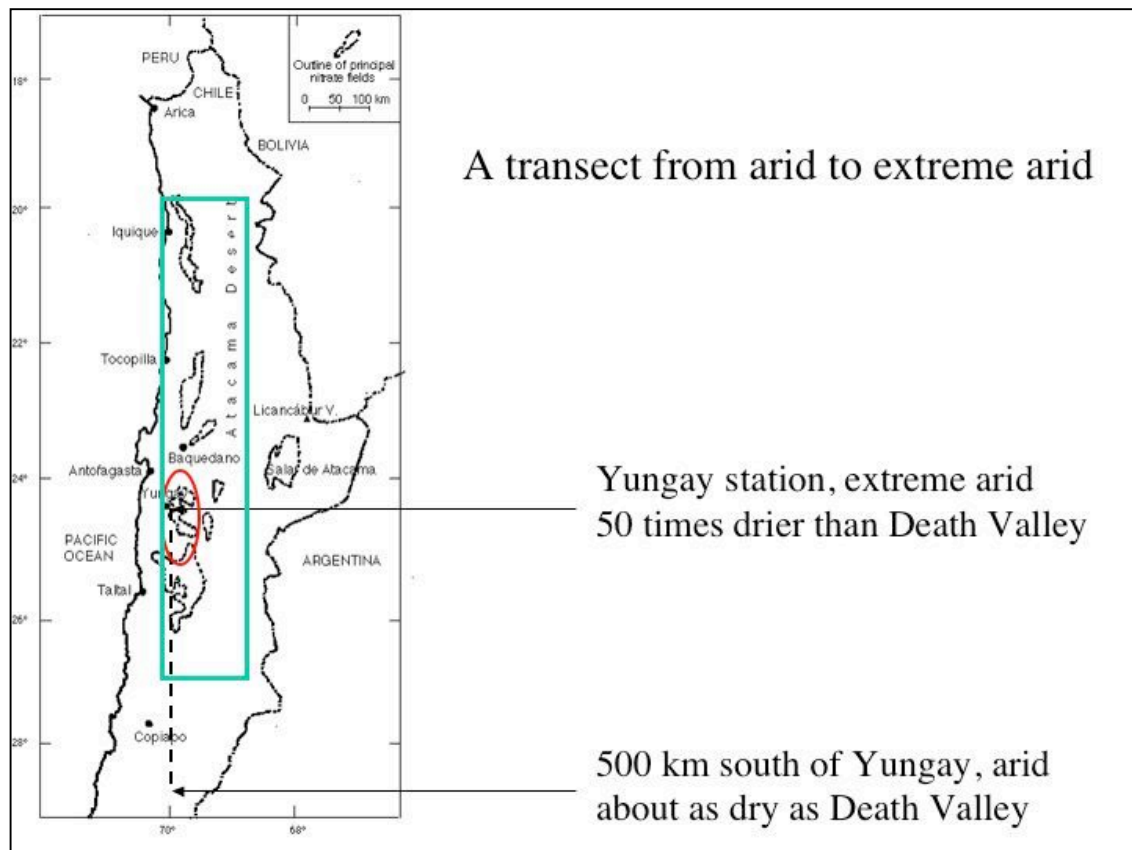 PERU
CHILE
Outline of principal
nitrate fields
0 50 100 km
18°
Arica
BOLIVIA
A transect from arid to extreme arid
20°
Iquique
Atacama Desert
22°
Tocopilla
Licancábur V.
Baquedano
Antofagasta
Salar de Atacama
24°
Yungay
Yungay station, extreme arid
50 times drier than Death Valley
PACIFIC
OCEAN
ARGENTINA
Taltal
26°
Copiapo
28°
500 km south of Yungay, arid
about as dry as Death Valley
70° 68°